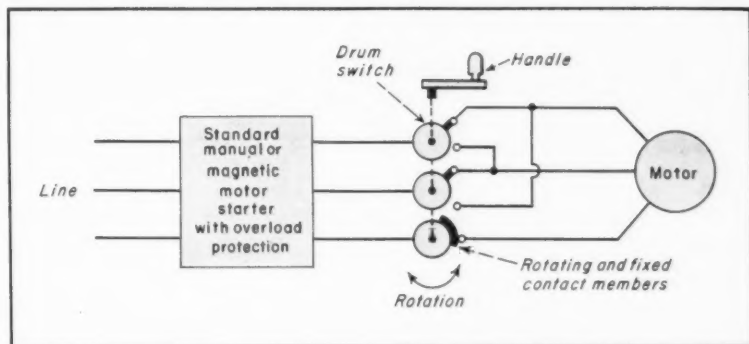 Drum
switch
Handle
Line
Standard
manual or
magnetic
motor
starter
with overload
protection
Motor
Rotation
Rotating and fixed
contact members